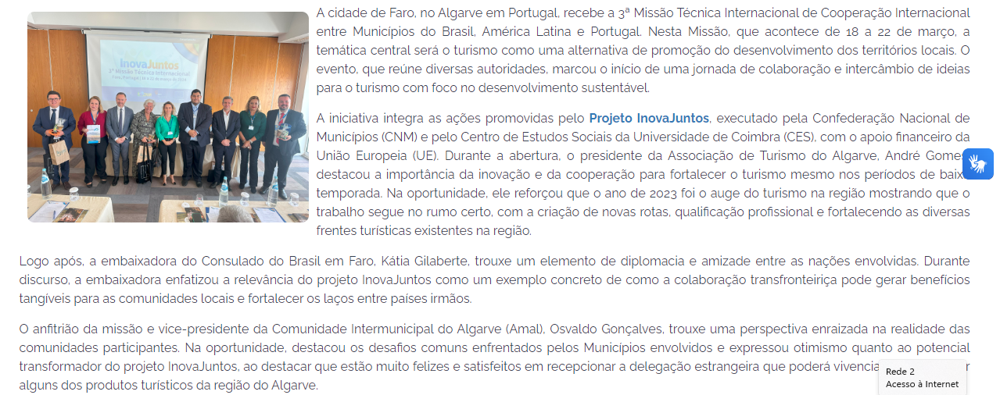 InovaJuntos
3ª Missão Técnica Internacional
A cidade de Faro, no Algarve em Portugal, recebe a 3ª Missão Técnica Internacional de Cooperação Internacional
entre Municípios do Brasil, América Latina e Portugal. Nesta Missão, que acontece de 18 a 22 de março, a
temática central será o turismo como uma alternativa de promoção do desenvolvimento dos territórios locais. O
evento, que reúne diversas autoridades, marcou o início de uma jornada de colaboração e intercâmbio de ideias
para o turismo com foco no desenvolvimento sustentável.
A iniciativa integra as ações promovidas pelo Projeto InovaJuntos, executado pela Confederação Nacional de
Municípios (CNM) e pelo Centro de Estudos Sociais da Universidade de Coimbra (CES), com o apoio financeiro da
União Europeia (UE). Durante a abertura, o presidente da Associação de Turismo do Algarve, André Gomes
destacou a importância da inovação e da cooperação para fortalecer o turismo mesmo nos períodos de baixa
temporada. Na oportunidade, ele reforçou que o ano de 2023 foi o auge do turismo na região mostrando que o
trabalho segue no rumo certo, com a criação de novas rotas, qualificação profissional e fortalecendo as diversas
frentes turísticas existentes na região.
Logo após, a embaixadora do Consulado do Brasil em Faro, Kátia Gilaberte, trouxe um elemento de diplomacia e amizade entre as nações envolvidas. Durante
discurso, a embaixadora enfatizou a relevância do projeto InovaJuntos como um exemplo concreto de como a colaboração transfronteiriça pode gerar benefícios
tangíveis para as comunidades locais e fortalecer os laços entre países irmãos.
O anfitrião da missão e vice-presidente da Comunidade Intermunicipal do Algarve (Amal), Osvaldo Gonçalves, trouxe uma perspectiva enraizada na realidade das
comunidades participantes. Na oportunidade, destacou os desafios comuns enfrentados pelos Municípios envolvidos e expressou otimismo quanto ao potencial
transformador do projeto InovaJuntos, ao destacar que estão muito felizes e satisfeitos em recepcionar a delegação estrangeira que poderá
alguns dos produtos turísticos da região do Algarve.
Rede 2
Acesso à Internet